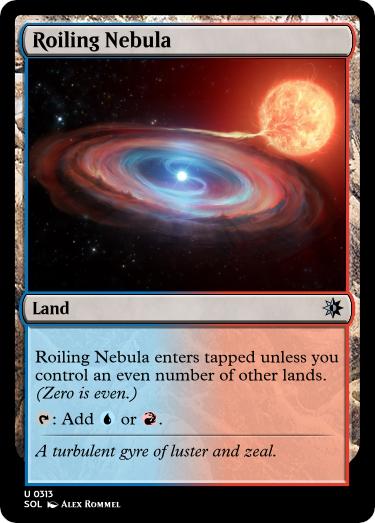 Roiling Nebula
Land
Roiling Nebula enters tapped unless you
control an even number of other lands.
(Zero is even.)
: Add or .
A turbulent gyre of luster and zeal.
U 0313
SOL Alex Rommel